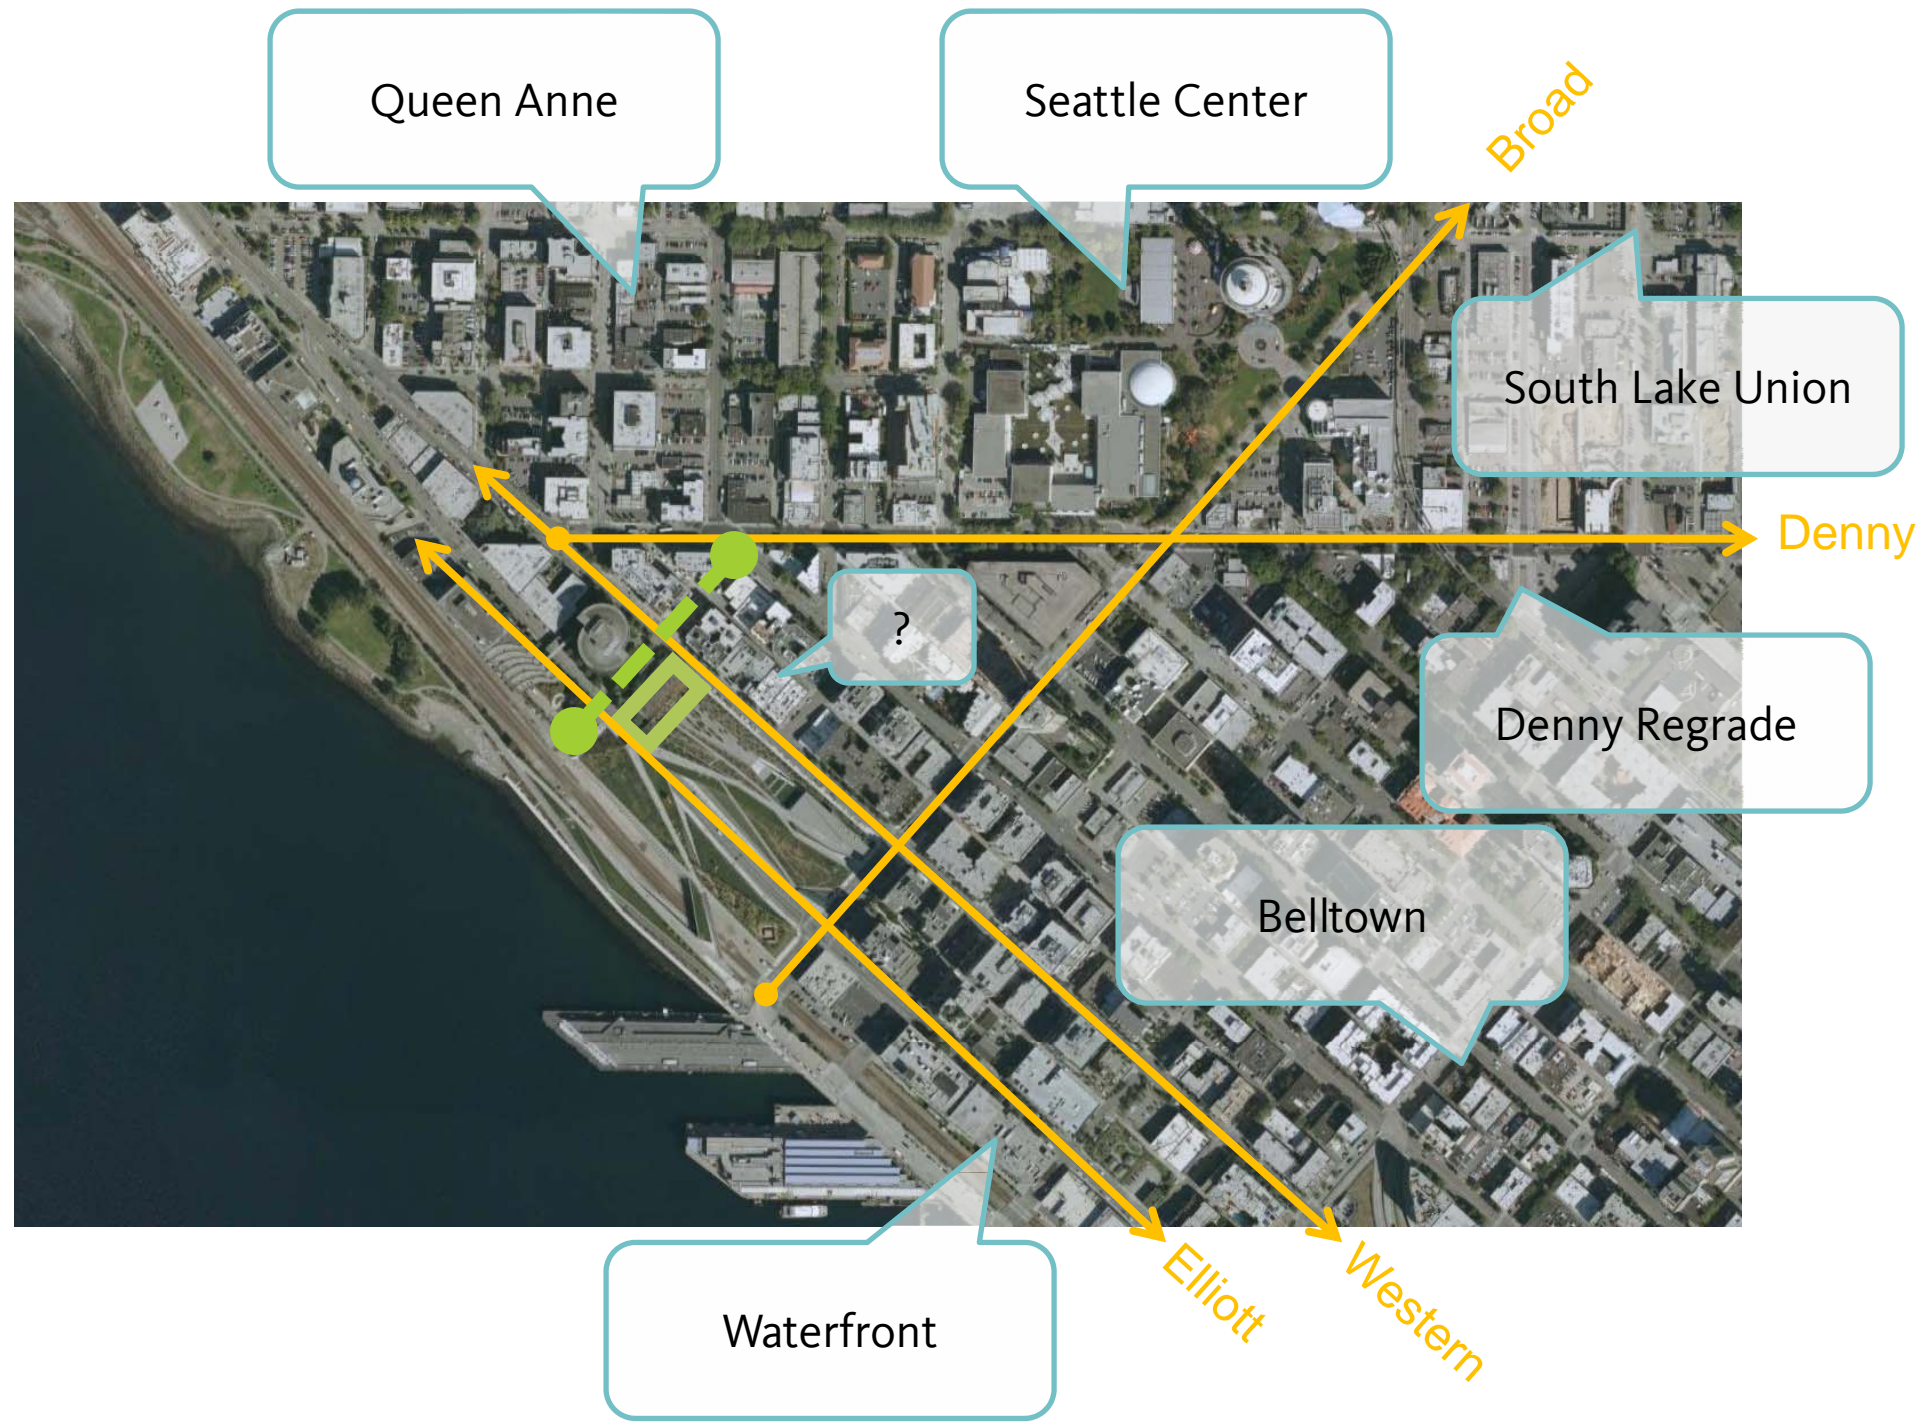 Queen Anne
Seattle Center
Broad
South Lake Union
Denny
?
Denny Regrade
Belltown
Elliott
Western
Waterfront